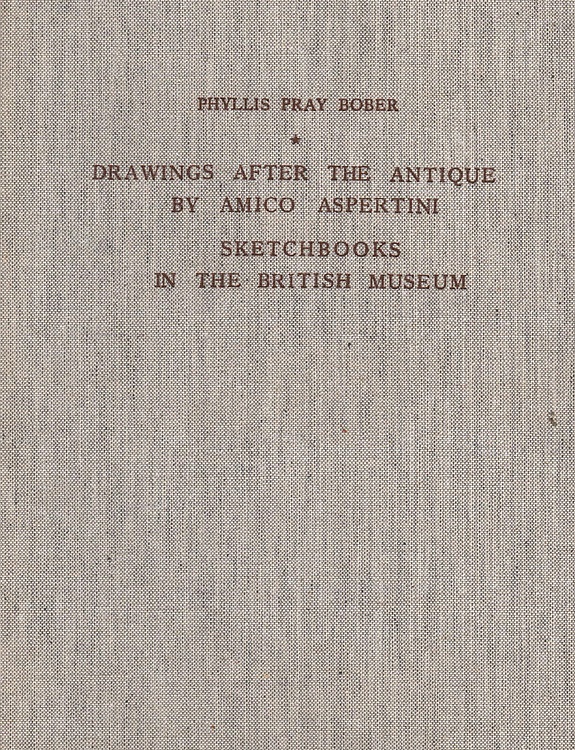 PHYLLIS PRAY BOBER
★
DRAWINGS AFTER THE ANTIQUE
BY AMICO ASPERTINI
SKETCHBOOKS
IN THE BRITISH MUSEUM